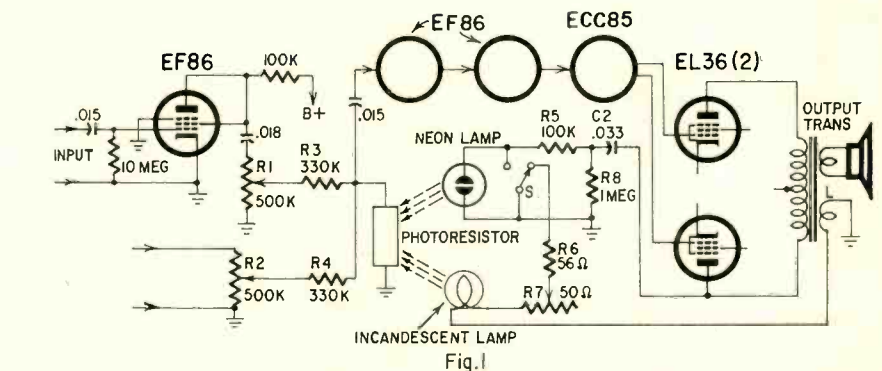 EF86
ECC85
EF86
EL36(2)
100K
B+
.015
INPUT
10 MEG
.018
R1
500K
R3
330K
.015
NEON LAMP
R5
100K
C2
.033
S
R8
1 MEG
OUTPUT
TRANS
L
PHOTORESISTOR
R2
500K
R4
330K
R6
56Ω
R7
50Ω
INCANDESCENT LAMP
Fig.1